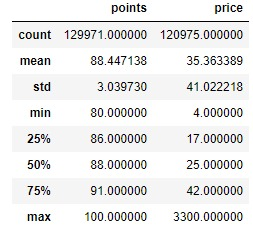 points price
count 129971.000000 120975.000000
mean 88.447138 35.363389
std 3.039730 41.022218
min 80.000000 4.000000
25% 86.000000 17.000000
50% 88.000000 25.000000
75% 91.000000 42.000000
max 100.000000 3300.000000